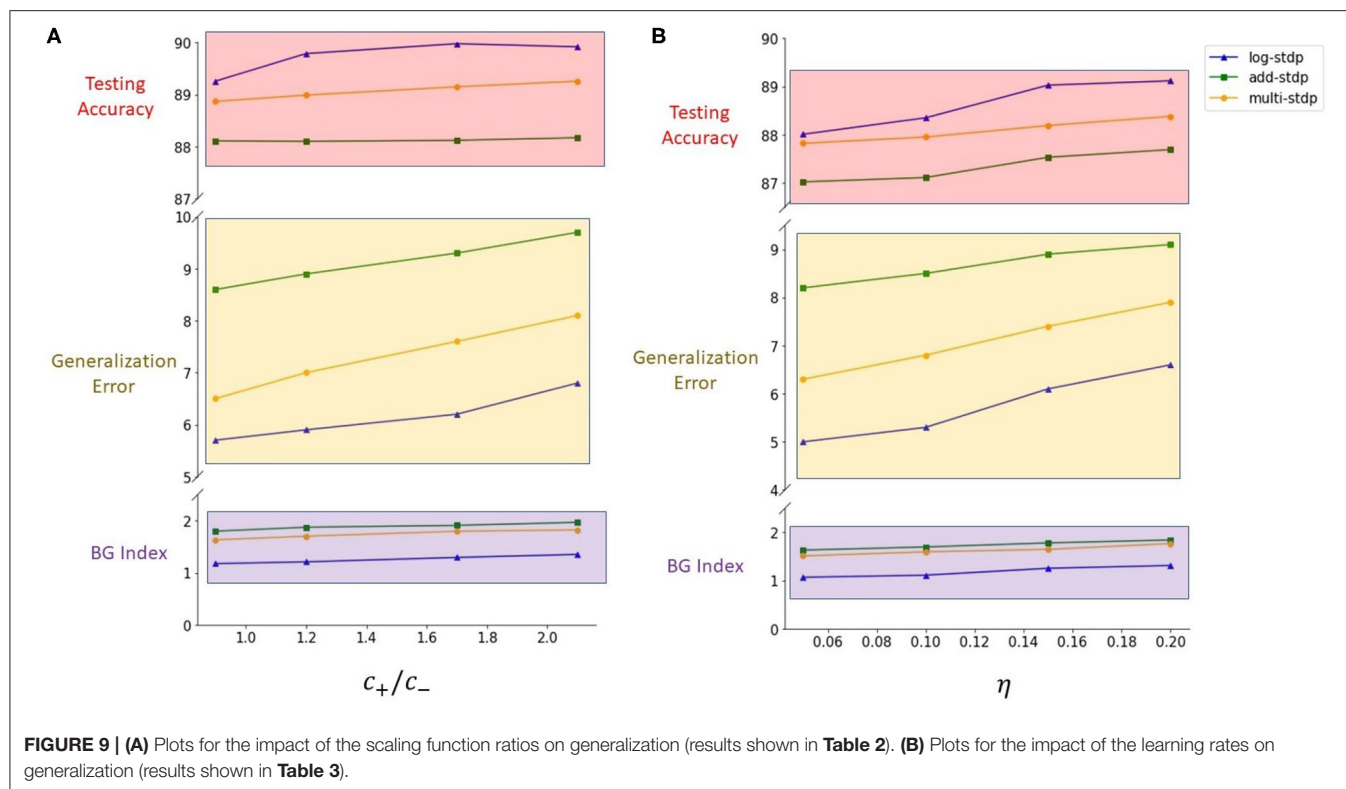 A
90
Testing
Accuracy
89
88
87
10
9
8
Generalization
Error
7
6
5
BG Index
2
1
0
1.0 1.2 1.4 1.6 1.8 2.0
c₊/c₋
B
90
Testing
Accuracy
89
88
87
9
8
Generalization
Error
7
6
5
4
BG Index
2
1
0
0.06 0.08 0.10 0.12 0.14 0.16 0.18 0.20
η
log-stdp
add-stdp
multi-stdp
FIGURE 9 | (A) Plots for the impact of the scaling function ratios on generalization (results shown in Table 2). (B) Plots for the impact of the learning rates on
generalization (results shown in Table 3).